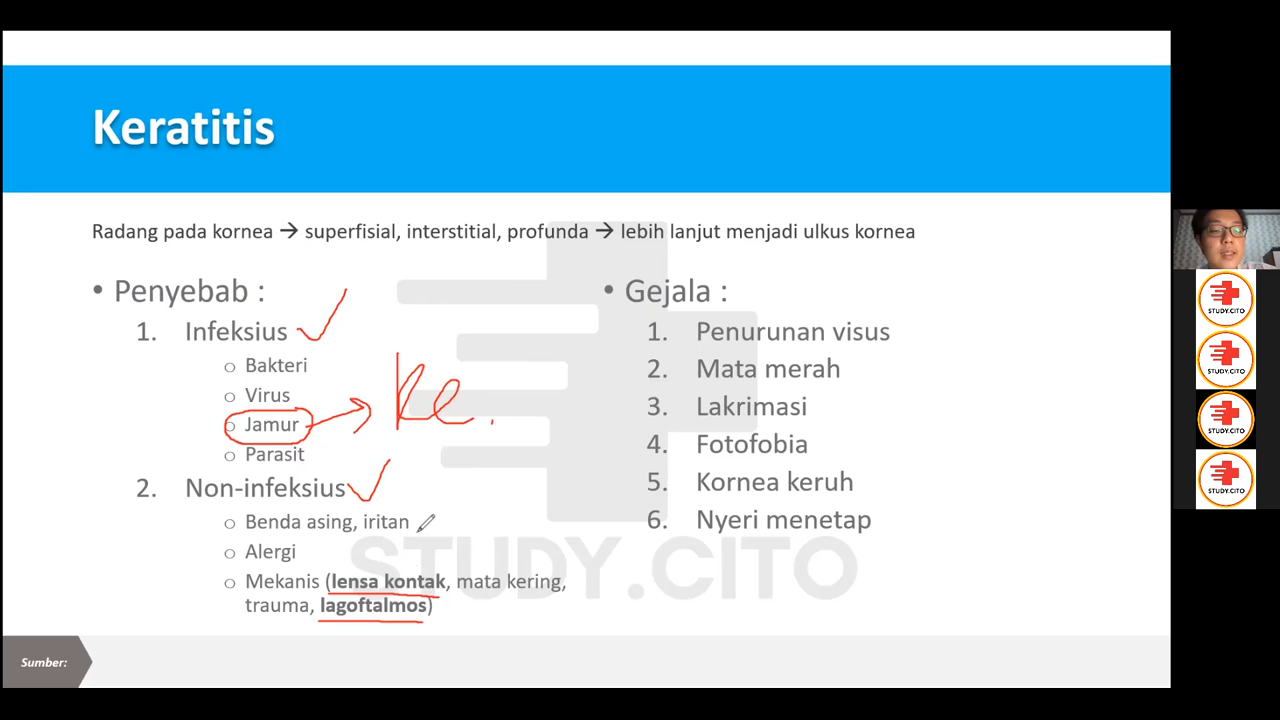 Keratitis
Radang pada kornea → superfisial, interstitial, profunda → lebih lanjut menjadi ulkus kornea
• Penyebab :
1. Infeksius
o Bakteri
o Virus
o Jamur
Ke.
o Parasit
2. Non-infeksius
o Benda asing, iritan
o Alergi
o Mekanis (lensa kontak, mata kering,
trauma, lagoftalmos)
• Gejala :
1. Penurunan visus
2. Mata merah
3. Lakrimasi
4. Fotofobia
5. Kornea keruh
6. Nyeri menetap
STUDY.CITO
Sumber:
STUDY.CITO
STUDY.CITO
STUDY.CITO
STUDY.CITO